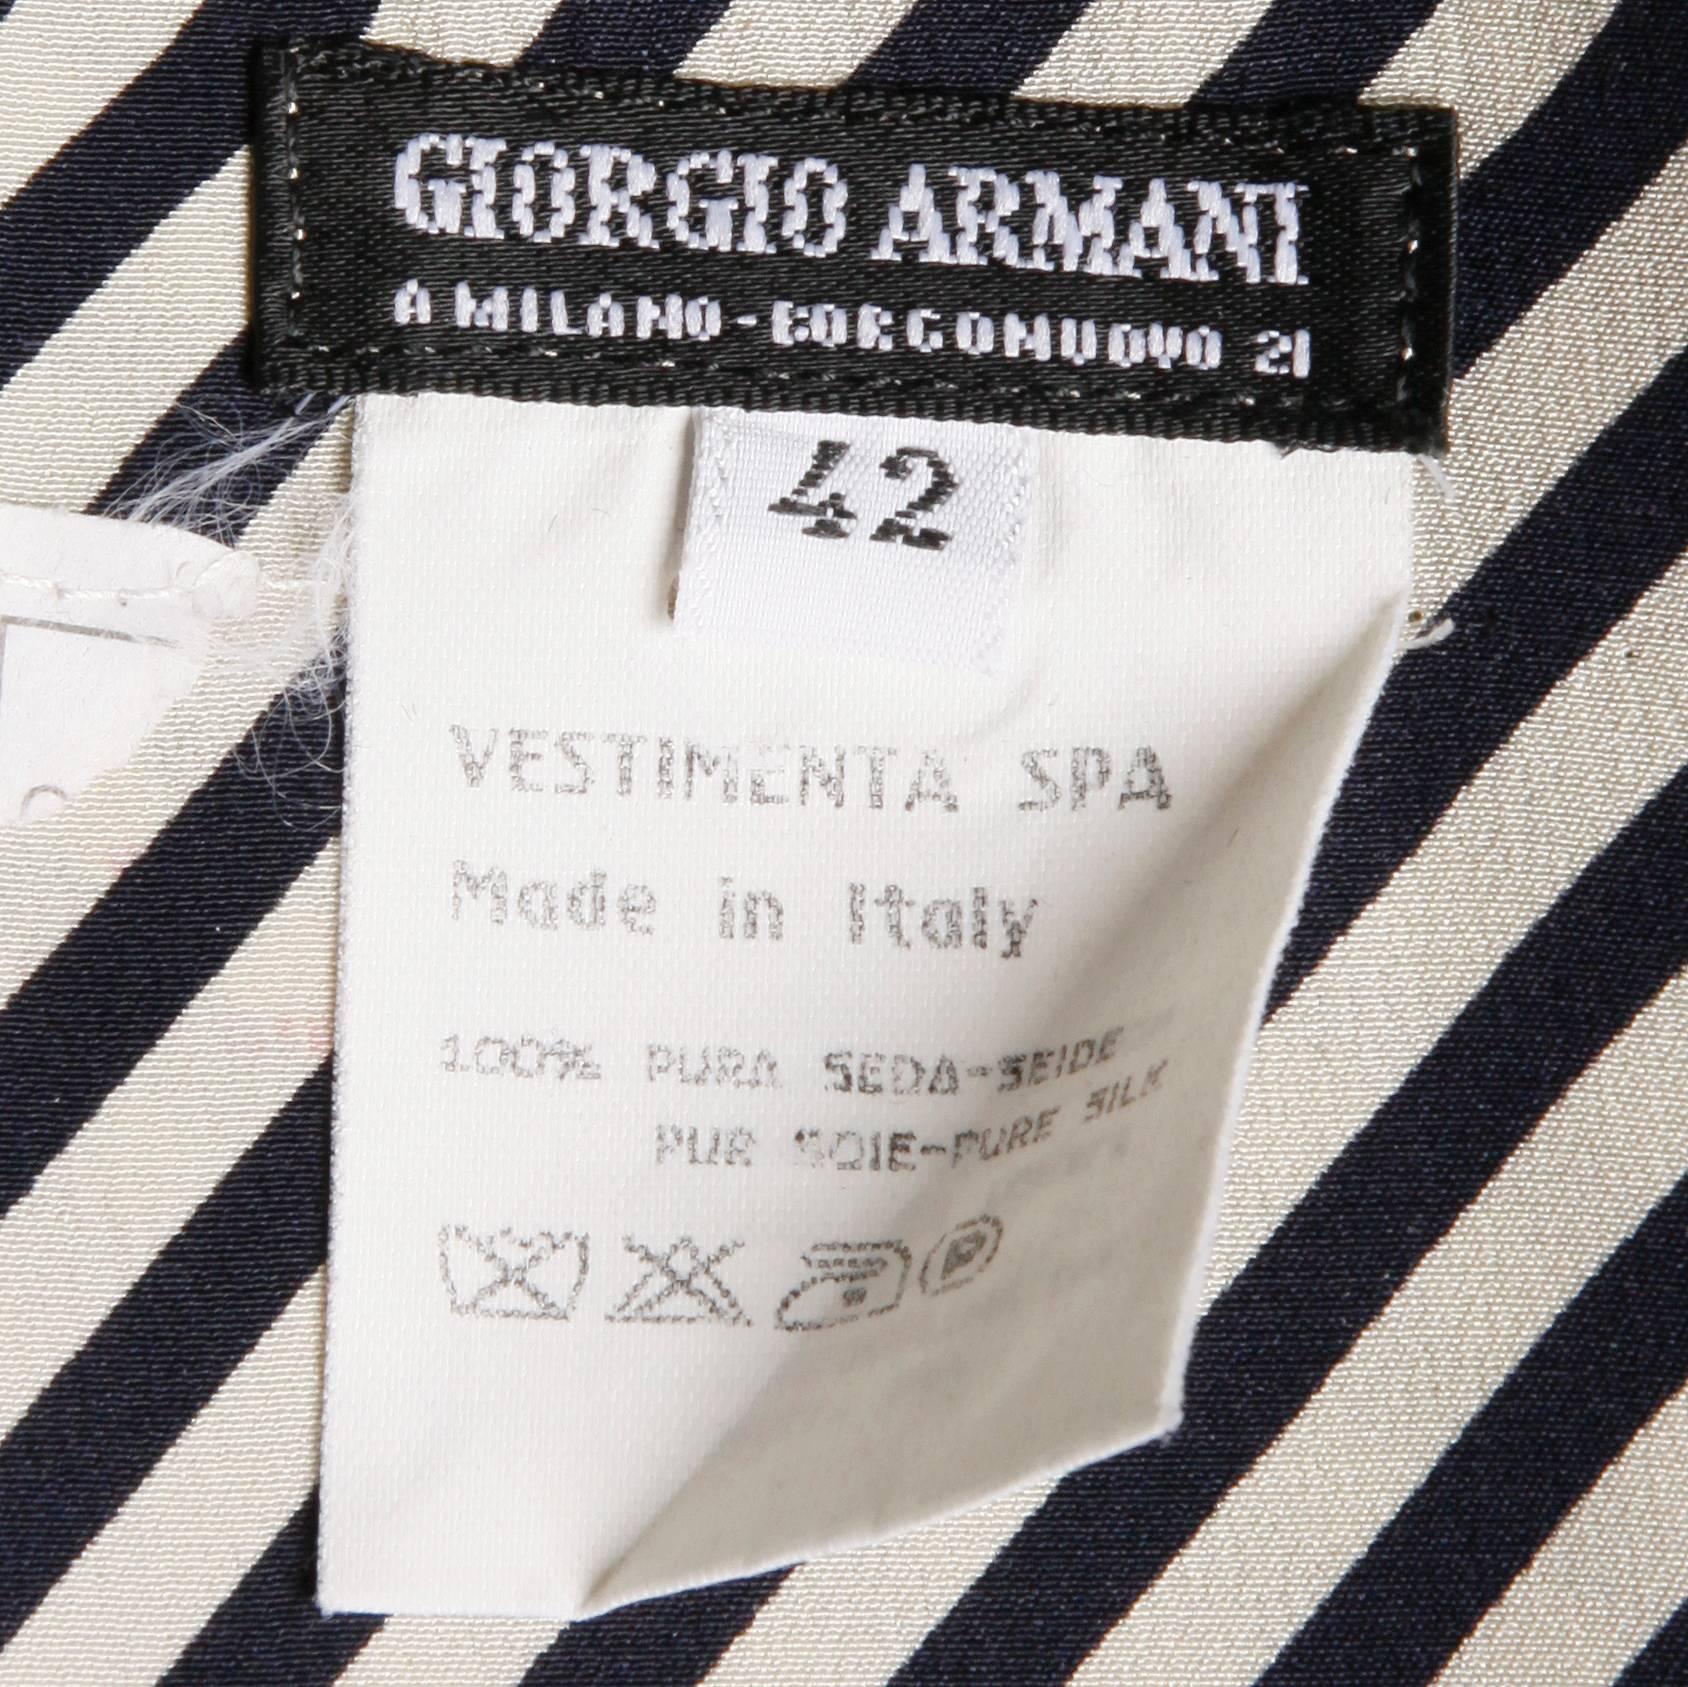 GIORGIO ARMANI
A MILANO-BORGONUOVO 21
42
VESTIMENTA SPA
Made in Italy
100% PURA SEDA-SEIDE
PUR SOIE-PURE SILK
P